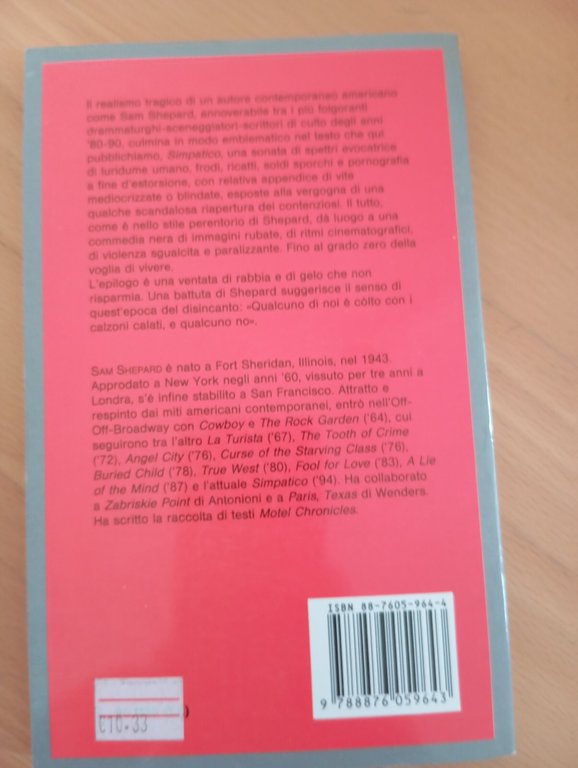 Il realismo tragico di un autore contemporaneo americano
come Sam Shepard, annoverabile tra i più folgoranti
drammaturghi-sceneggiatori-scrittori di culto degli anni
'80-90, culmina in modo emblematico nel testo che qui
pubblichiamo, Simpatico, una sonata di spettri evocatrice
di luridume umano, frodi, ricatti, soldi sporchi e pornografia
a fine d'estorsione, con relativa appendice di vite
mediocrizzate o blindate, esposte alla vergogna di una
qualche scandalosa riapertura dei contenziosi. Il tutto,
come è nello stile perentorio di Shepard, dà luogo a una
commedia nera di immagini rubate, di ritmi cinematografici,
di violenza sgualcita e paralizzante. Fino al grado zero della
voglia di vivere.
L'epilogo è una ventata di rabbia e di gelo che non
risparmia. Una battuta di Shepard suggerisce il senso di
quest'epoca del disincanto: «Qualcuno di noi è còlto con i
calzoni calati, e qualcuno no».
SAM SHEPARD è nato a Fort Sheridan, Illinois, nel 1943.
Approdato a New York negli anni '60, vissuto per tre anni a
Londra, s'è infine stabilito a San Francisco. Attratto e
respinto dai miti americani contemporanei, entrò nell'Off-
Off-Broadway con Cowboy e The Rock Garden ('64), cui
seguirono tra l'altro La Turista ('67), The Tooth of Crime
('72), Angel City ('76), Curse of the Starving Class ('76),
Buried Child ('78), True West ('80), Fool for Love ('83), A Lie
of the Mind ('87) e l'attuale Simpatico ('94). Ha collaborato
a Zabriskie Point di Antonioni e a Paris, Texas di Wenders.
Ha scritto la raccolta di testi Motel Chronicles.
ISBN 88-7605-964-4
9 788876 059643
)
€10.33